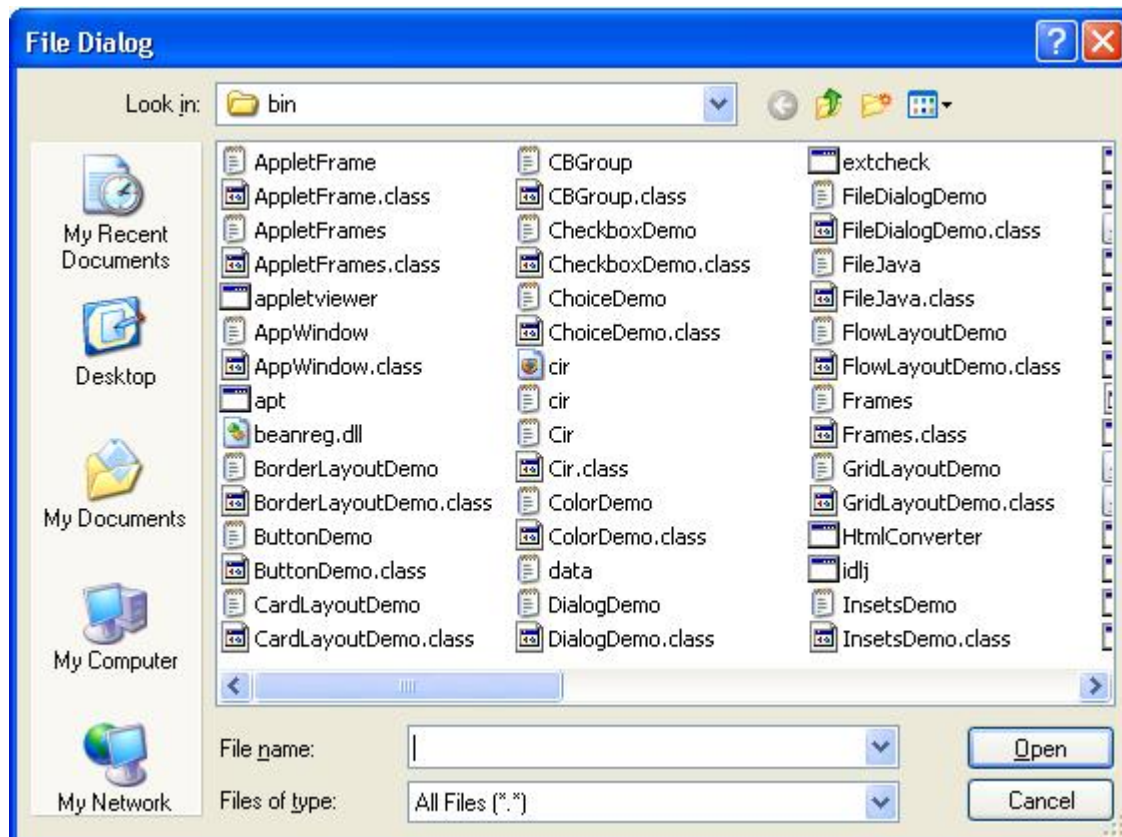 File Dialog
Look in: bin
My Recent
Documents
Desktop
My Documents
My Computer
My Network
AppletFrame
AppletFrame.class
AppletFrames
AppletFrames.class
appletviewer
AppWindow
AppWindow.class
apt
beanreg.dll
BorderLayoutDemo
BorderLayoutDemo.class
ButtonDemo
ButtonDemo.class
CardLayoutDemo
CardLayoutDemo.class
CBGroup
CBGroup.class
CheckboxDemo
CheckboxDemo.class
ChoiceDemo
ChoiceDemo.class
cir
cir
Cir
Cir.class
ColorDemo
ColorDemo.class
data
DialogDemo
DialogDemo.class
extcheck
FileDialogDemo
FileDialogDemo.class
FileJava
FileJava.class
FlowLayoutDemo
FlowLayoutDemo.class
Frames
Frames.class
GridLayoutDemo
GridLayoutDemo.class
HtmlConverter
idlj
InsetsDemo
InsetsDemo.class
File name: Open
Files of type: All Files (*.*) Cancel